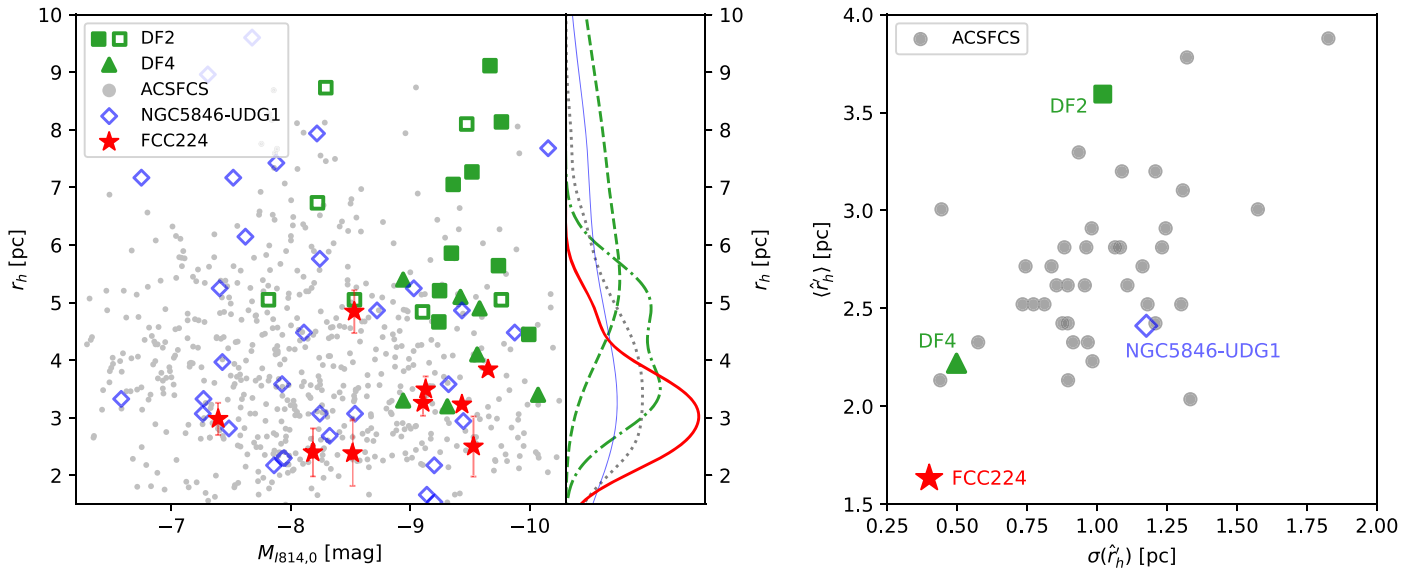 DF2
DF4
ACSFCS
NGC5846-UDG1
FCC224
10
9
8
7
6
5
4
3
2
r_h [pc]
−7
−8
−9
−10
M_{I814,0} [mag]
10
9
8
7
6
5
4
3
2
r_h [pc]
ACSFCS
4.0
3.5
3.0
2.5
2.0
1.5
⟨r̂_h⟩ [pc]
DF2
DF4
NGC5846-UDG1
FCC224
0.25
0.50
0.75
1.00
1.25
1.50
1.75
2.00
σ(r̂′_h) [pc]